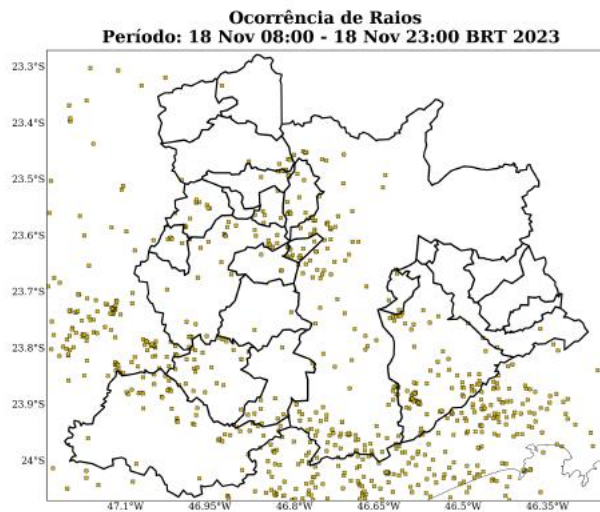 Ocorrência de Raios
Período: 18 Nov 08:00 - 18 Nov 23:00 BRT 2023
23.3°S
23.4°S
23.5°S
23.6°S
23.7°S
23.8°S
23.9°S
24°S
47.1°W
46.95°W
46.8°W
46.65°W
46.5°W
46.35°W